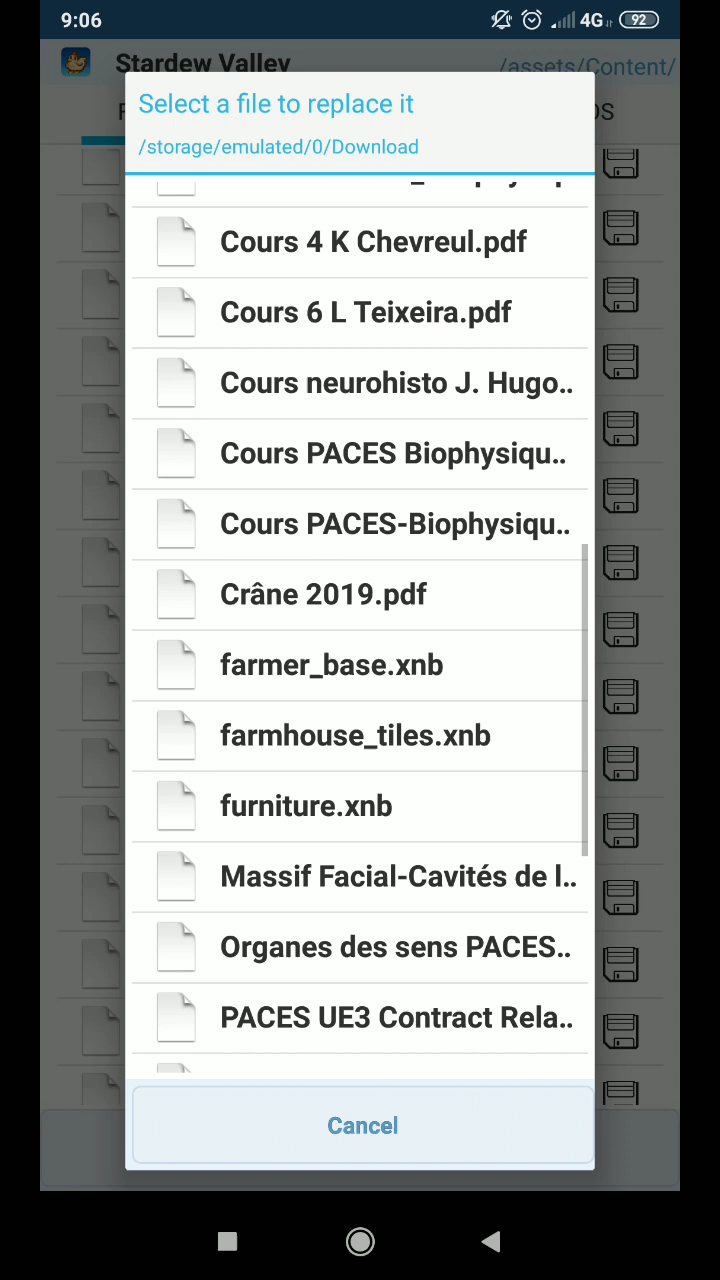 9:06
4G
92
Stardew Valley
/assets/Content/
Select a file to replace it
/storage/emulated/0/Download
Cours 4 K Chevreul.pdf
Cours 6 L Teixeira.pdf
Cours neurohisto J. Hugo..
Cours PACES Biophysiqu..
Cours PACES-Biophysiqu..
Crâne 2019.pdf
farmer_base.xnb
farmhouse_tiles.xnb
furniture.xnb
Massif Facial-Cavités de l..
Organes des sens PACES..
PACES UE3 Contract Rela..
Cancel